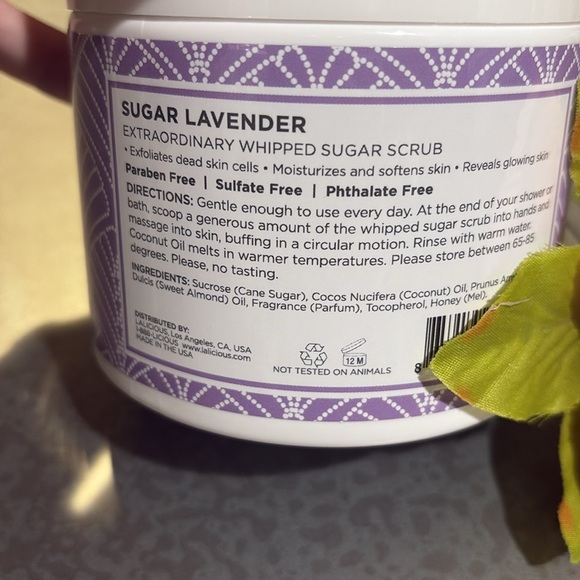 SUGAR LAVENDER
EXTRAORDINARY WHIPPED SUGAR SCRUB
• Exfoliates dead skin cells • Moisturizes and softens skin • Reveals glowing skin
Paraben Free | Sulfate Free | Phthalate Free
DIRECTIONS: Gentle enough to use every day. At the end of your shower or
bath, scoop a generous amount of the whipped sugar scrub into hands and
massage into skin, buffing in a circular motion. Rinse with warm water.
Coconut Oil melts in warmer temperatures. Please store between 65-85
degrees. Please, no tasting.
INGREDIENTS: Sucrose (Cane Sugar), Cocos Nucifera (Coconut) Oil, Prunus
Dulcis (Sweet Almond) Oil, Fragrance (Parfum), Tocopherol, Honey (Mel).
DISTRIBUTED BY:
LALICIOUS, Los Angeles, CA, USA
1-888-LICIOUS www.lalicious.com
MADE IN THE USA
12 M
NOT TESTED ON ANIMALS
8